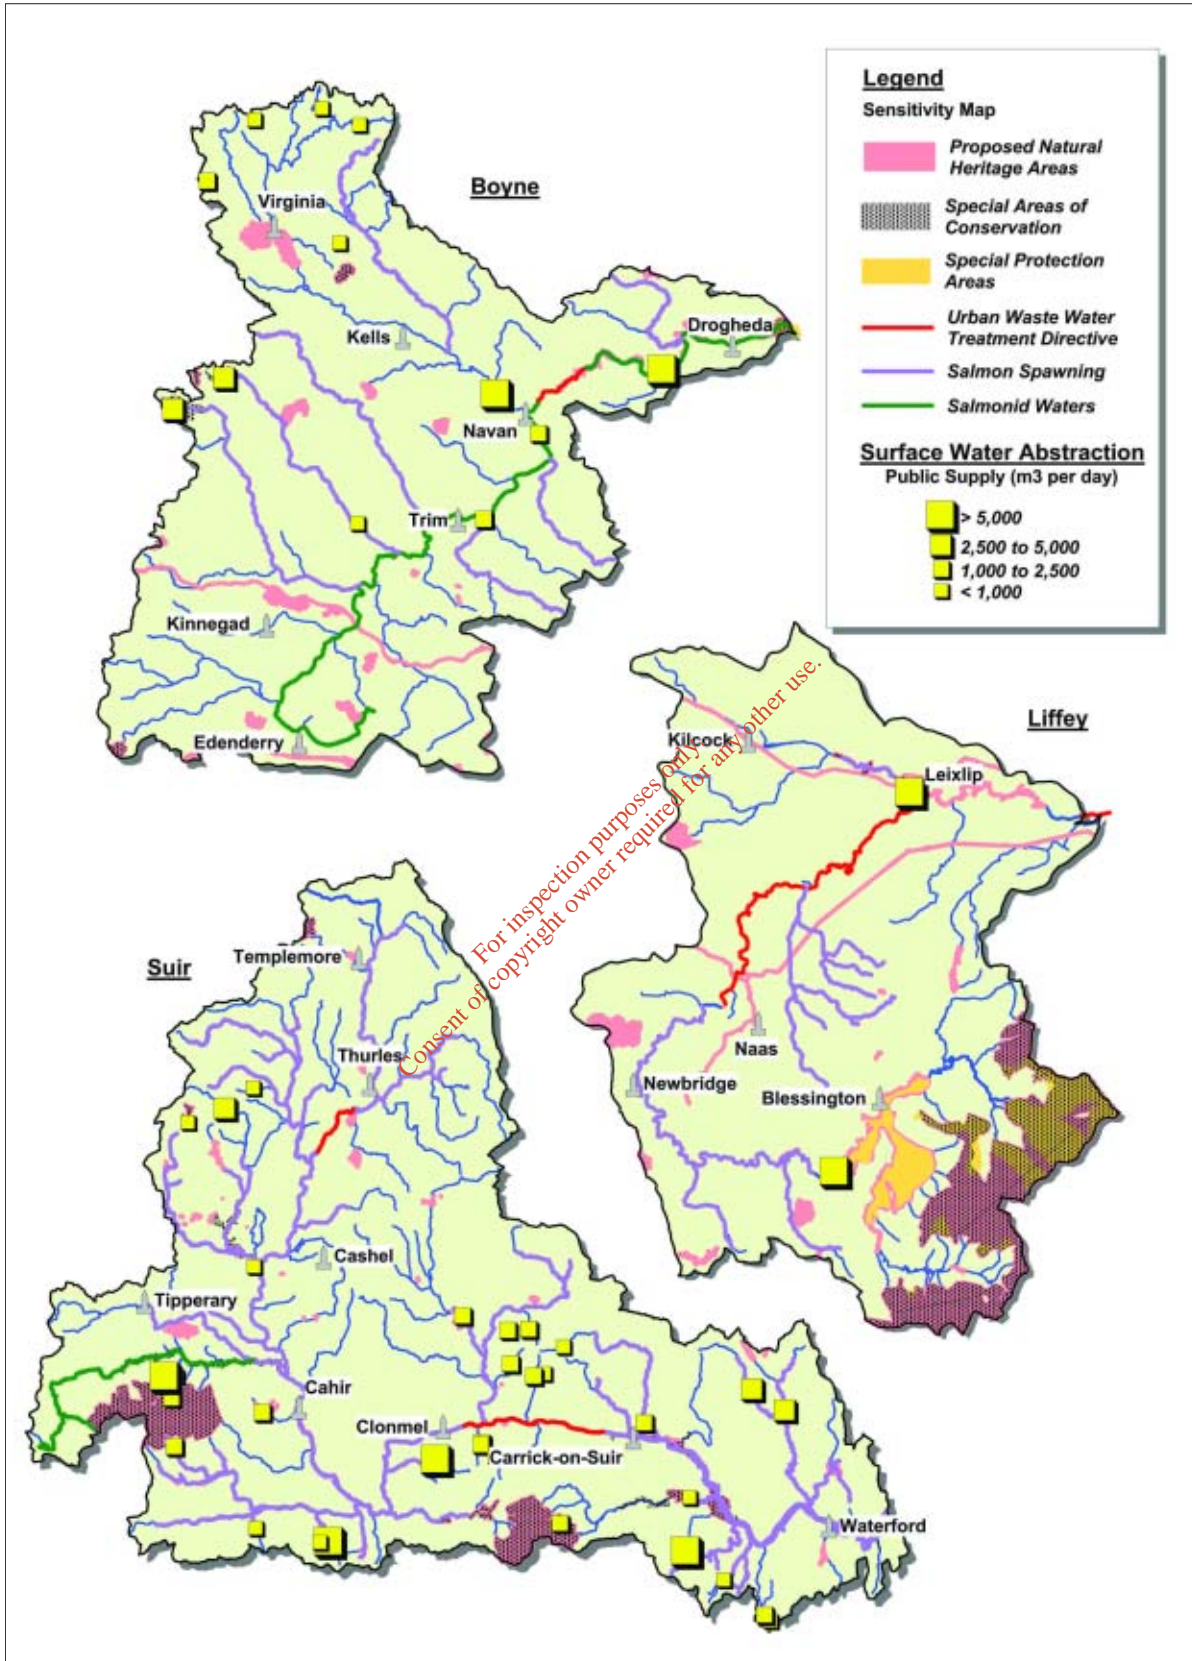 Legend
Sensitivity Map
Proposed Natural
Heritage Areas
Special Areas of
Conservation
Special Protection
Areas
Urban Waste Water
Treatment Directive
Salmon Spawning
Salmonid Waters
Surface Water Abstraction
Public Supply (m3 per day)
> 5,000
2,500 to 5,000
1,000 to 2,500
< 1,000
Boyne
Virginia
Kells
Drogheda
Navan
Trim
Kinnegad
Edenderry
Liffey
Kilcock
Leixlip
Naas
Newbridge
Blessington
For inspection purposes only.
Consent of copyright owner required for any other use.
Suir
Templemore
Thurles
Cashel
Tipperary
Cahir
Clonmel
Carrick-on-Suir
Waterford